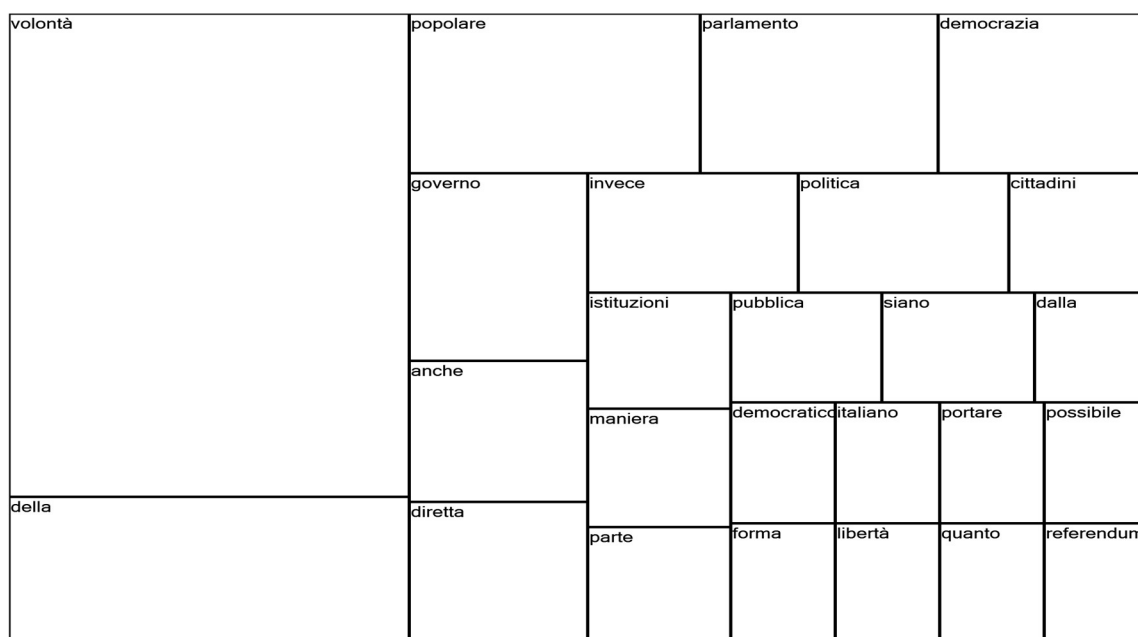 volontà
popolare
parlamento
democrazia
governo
invece
politica
cittadini
istituzioni
pubblica
siano
dalla
anche
maniera
democratico
italiano
portare
possibile
della
diretta
parte
forma
libertà
quanto
referendum